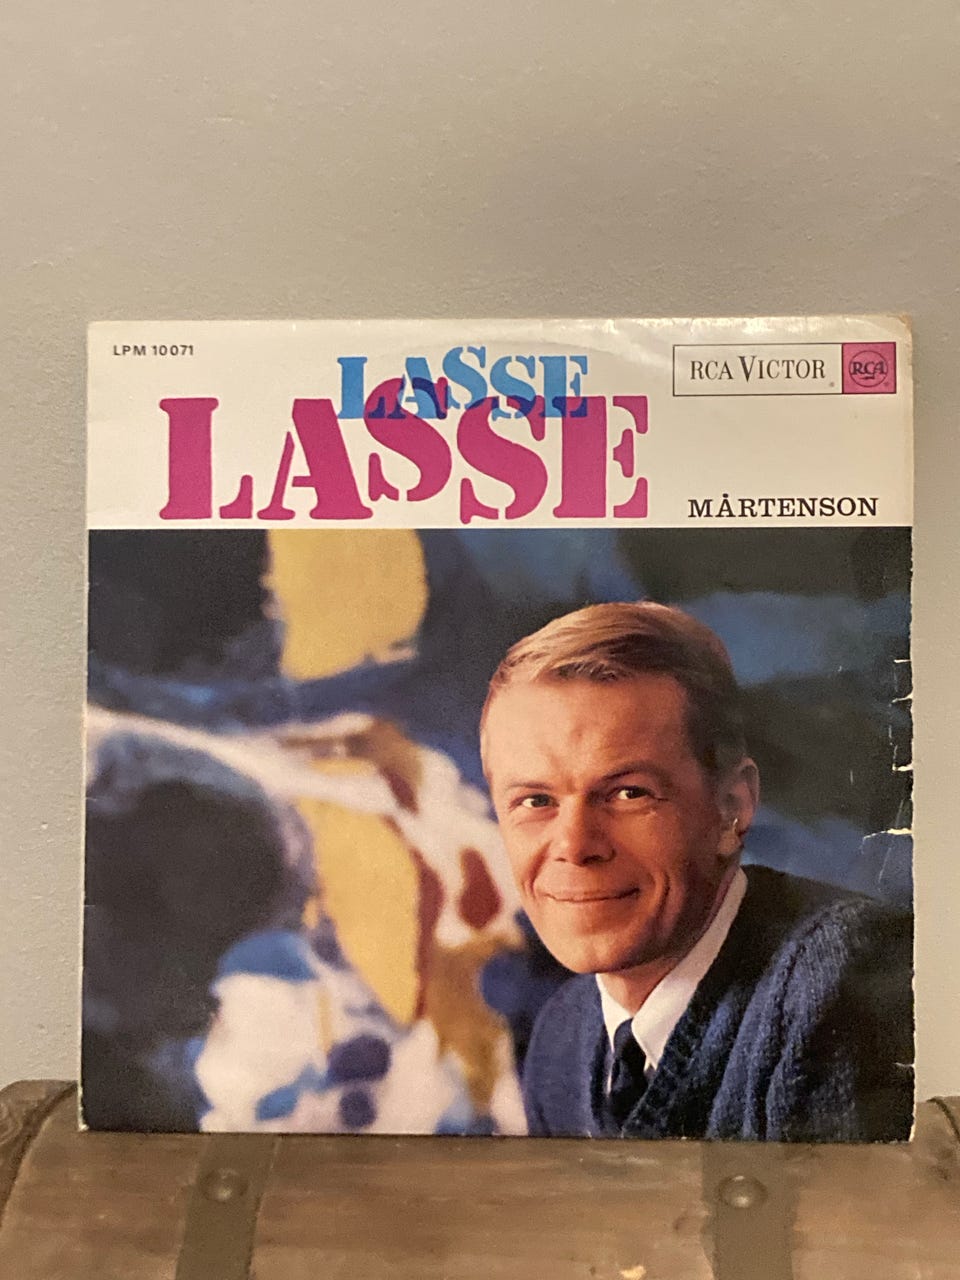 LPM 10071
LASSE
LASSE
RCA VICTOR
RCA
MÅRTENSON